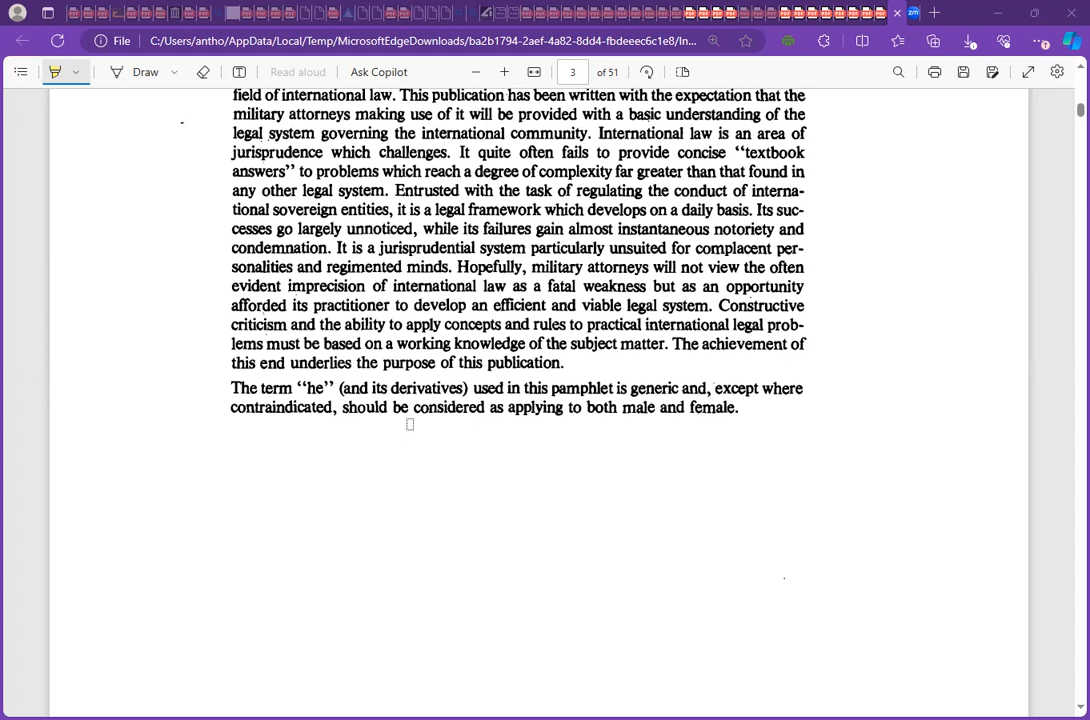 File
C:/Users/antho/AppData/Local/Temp/MicrosoftEdgeDownloads/ba2b1794-2aef-4a82-8dd4-fbdeeec6c1e8/In...
Draw
Read aloud
Ask Copilot
3
of 51
field of international law. This publication has been written with the expectation that the
military attorneys making use of it will be provided with a basic understanding of the
legal system governing the international community. International law is an area of
jurisprudence which challenges. It quite often fails to provide concise “textbook
answers” to problems which reach a degree of complexity far greater than that found in
any other legal system. Entrusted with the task of regulating the conduct of interna-
tional sovereign entities, it is a legal framework which develops on a daily basis. Its suc-
cesses go largely unnoticed, while its failures gain almost instantaneous notoriety and
condemnation. It is a jurisprudential system particularly unsuited for complacent per-
sonalities and regimented minds. Hopefully, military attorneys will not view the often
evident imprecision of international law as a fatal weakness but as an opportunity
afforded its practitioner to develop an efficient and viable legal system. Constructive
criticism and the ability to apply concepts and rules to practical international legal prob-
lems must be based on a working knowledge of the subject matter. The achievement of
this end underlies the purpose of this publication.
The term “he” (and its derivatives) used in this pamphlet is generic and, except where
contraindicated, should be considered as applying to both male and female.